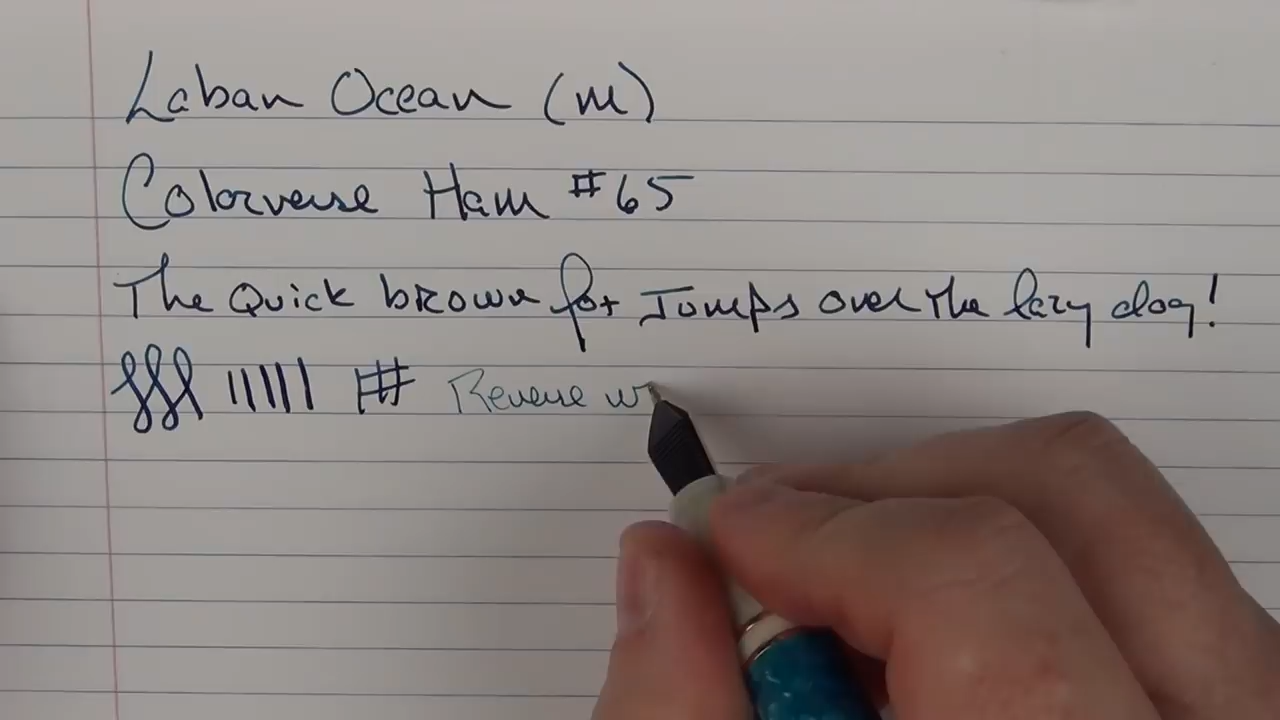 Laban Ocean (M)
Colorverse Ham #65
The Quick brown fox Jumps over The lazy dog!
Reverse w